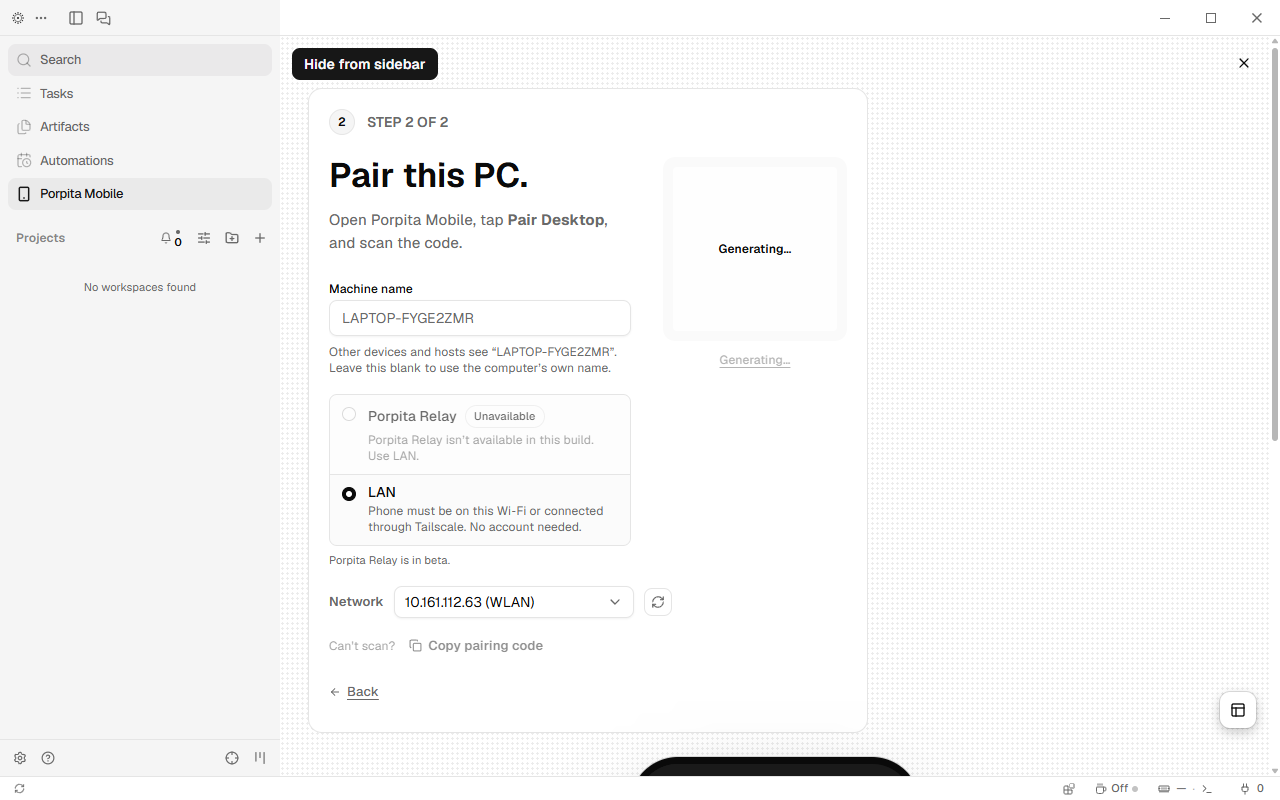 Search
Tasks
Artifacts
Automations
Porpita Mobile
Projects
0
No workspaces found
Hide from sidebar
2
STEP 2 OF 2
Pair this PC.
Open Porpita Mobile, tap Pair Desktop,
and scan the code.
Machine name
LAPTOP-FYGE2ZMR
Other devices and hosts see “LAPTOP-FYGE2ZMR”.
Leave this blank to use the computer's own name.
Porpita Relay
Unavailable
Porpita Relay isn't available in this build.
Use LAN.
LAN
Phone must be on this Wi-Fi or connected
through Tailscale. No account needed.
Porpita Relay is in beta.
Network
10.161.112.63 (WLAN)
Can't scan?
Copy pairing code
Back
Generating…
Generating…
Off
0